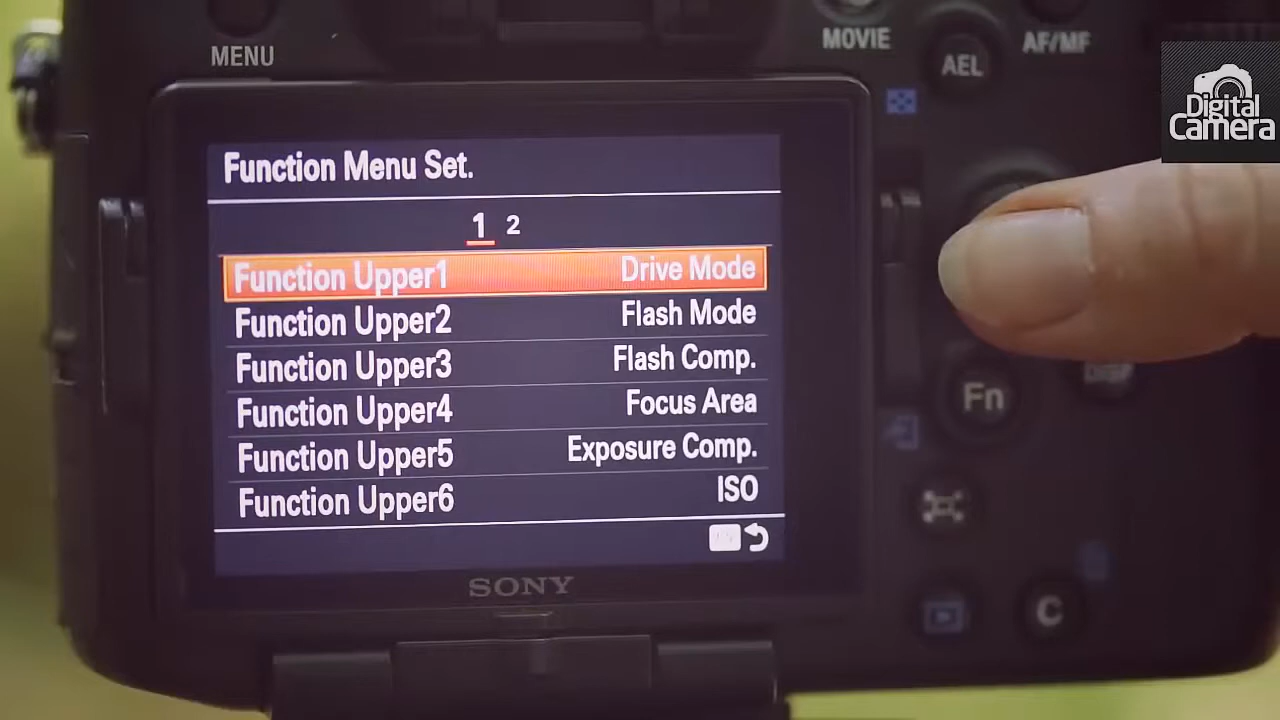 MENU
MOVIE
AEL
AF/MF
Digital
Camera
Function Menu Set.
1 2
Function Upper1 Drive Mode
Function Upper2 Flash Mode
Function Upper3 Flash Comp.
Function Upper4 Focus Area
Function Upper5 Exposure Comp.
Function Upper6 ISO
DISP
Fn
SONY
C